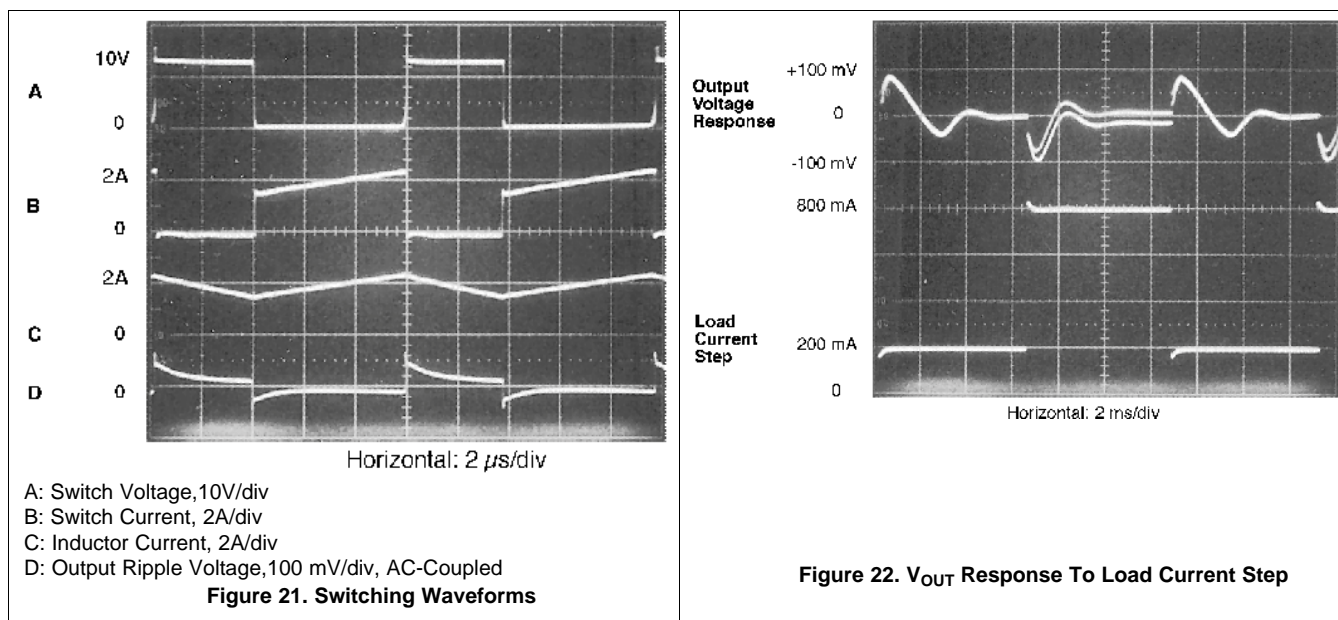 10V
A
0
2A
B
0
2A
C
0
D
0
Horizontal: 2 µs/div
A: Switch Voltage,10V/div
B: Switch Current, 2A/div
C: Inductor Current, 2A/div
D: Output Ripple Voltage,100 mV/div, AC-Coupled
Figure 21. Switching Waveforms
+100 mV
Output
Voltage
Response
0
-100 mV
800 mA
Load
Current
Step
200 mA
0
Horizontal: 2 ms/div
Figure 22. VOUT Response To Load Current Step